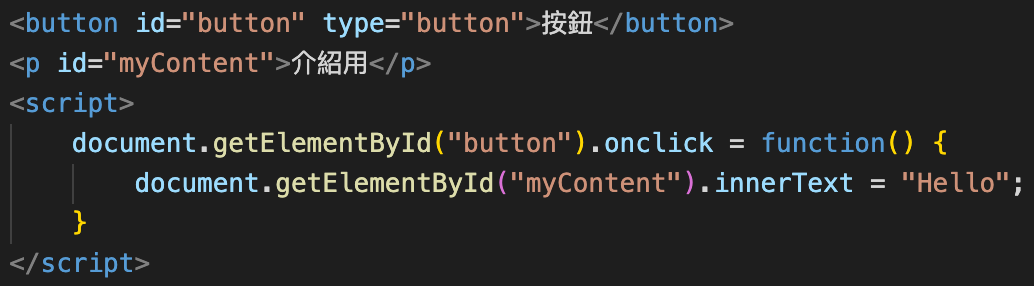 <button id="button" type="button">按鈕</button>
<p id="myContent">介紹用</p>
<script>
    document.getElementById("button").onclick = function() {
        document.getElementById("myContent").innerText = "Hello";
    }
</script>